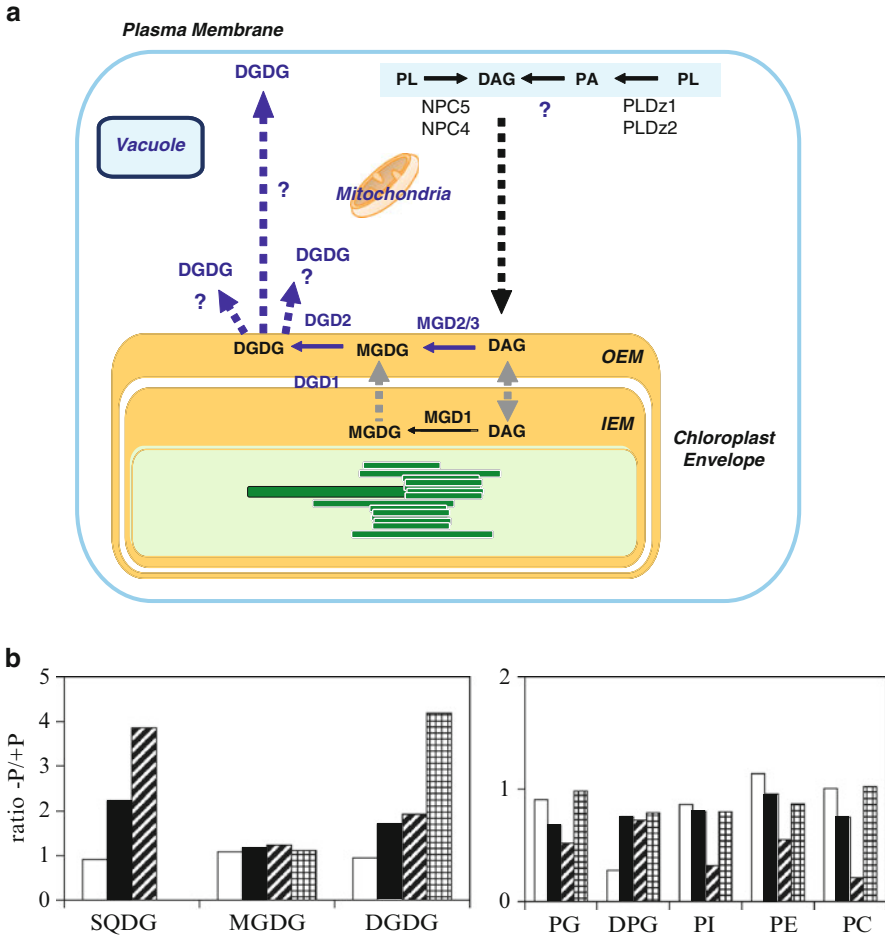 a
Plasma Membrane
DGDG
PL DAG PA PL
NPC5 ? PLDz1
NPC4 PLDz2
Vacuole
?
Mitochondria
DGDG DGDG
? ?
DGD2 MGD2/3
DGDG MGDG DAG OEM
DGD1
MGD1
MGDG DAG IEM
Chloroplast
Envelope
b
ratio -P/+P
5
4
3
2
1
0
SQDG MGDG DGDG
2
1
0
PG DPG PI PE PC